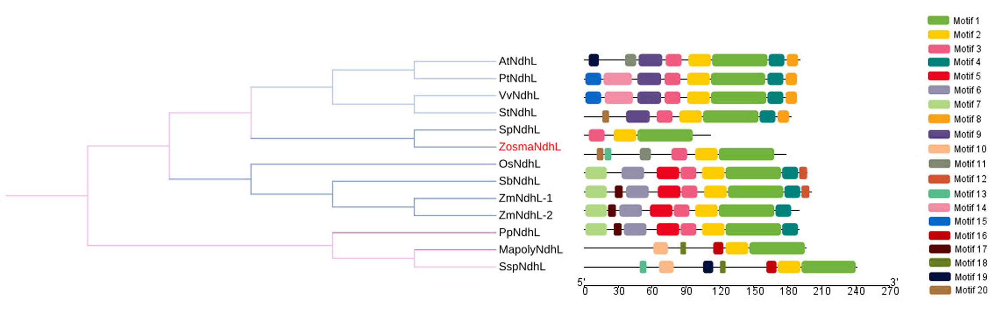 AtNdhL
PtNdhL
VvNdhL
StNdhL
SpNdhL
ZosmaNdhL
OsNdhL
SbNdhL
ZmNdhL-1
ZmNdhL-2
PpNdhL
MapolyNdhL
SspNdhL
5' 3'
0 30 60 90 120 150 180 210 240 270
Motif 1
Motif 2
Motif 3
Motif 4
Motif 5
Motif 6
Motif 7
Motif 8
Motif 9
Motif 10
Motif 11
Motif 12
Motif 13
Motif 14
Motif 15
Motif 16
Motif 17
Motif 18
Motif 19
Motif 20